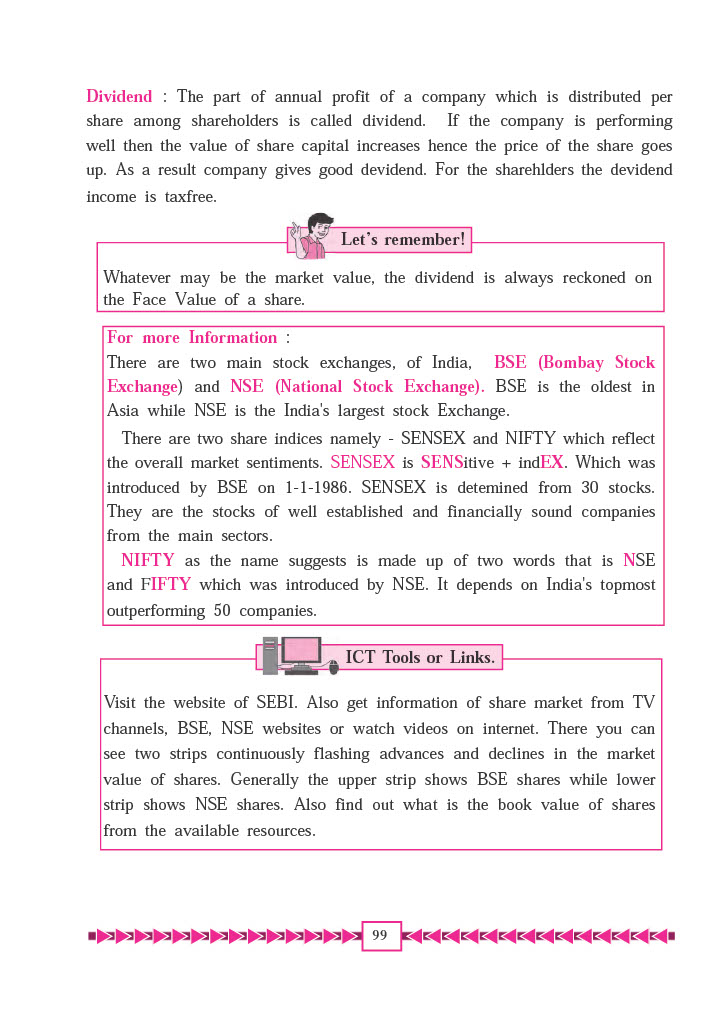 Dividend : The part of annual profit of a company which is distributed per
share among shareholders is called dividend. If the company is performing
well then the value of share capital increases hence the price of the share goes
up. As a result company gives good devidend. For the sharehlders the devidend
income is taxfree.
Let's remember!
Whatever may be the market value, the dividend is always reckoned on
the Face Value of a share.
For more Information :
There are two main stock exchanges, of India, BSE (Bombay Stock
Exchange) and NSE (National Stock Exchange). BSE is the oldest in
Asia while NSE is the India's largest stock Exchange.
There are two share indices namely - SENSEX and NIFTY which reflect
the overall market sentiments. SENSEX is SENSitive + indEX. Which was
introduced by BSE on 1-1-1986. SENSEX is detemined from 30 stocks.
They are the stocks of well established and financially sound companies
from the main sectors.
NIFTY as the name suggests is made up of two words that is NSE
and FIFTY which was introduced by NSE. It depends on India's topmost
outperforming 50 companies.
ICT Tools or Links.
Visit the website of SEBI. Also get information of share market from TV
channels, BSE, NSE websites or watch videos on internet. There you can
see two strips continuously flashing advances and declines in the market
value of shares. Generally the upper strip shows BSE shares while lower
strip shows NSE shares. Also find out what is the book value of shares
from the available resources.
99